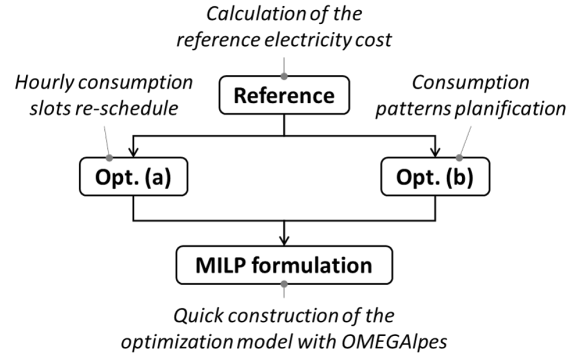 Calculation of the
reference electricity cost
Reference
Hourly consumption
slots re-schedule
Consumption
patterns planification
Opt. (a)
Opt. (b)
MILP formulation
Quick construction of the
optimization model with OMEGAlpes